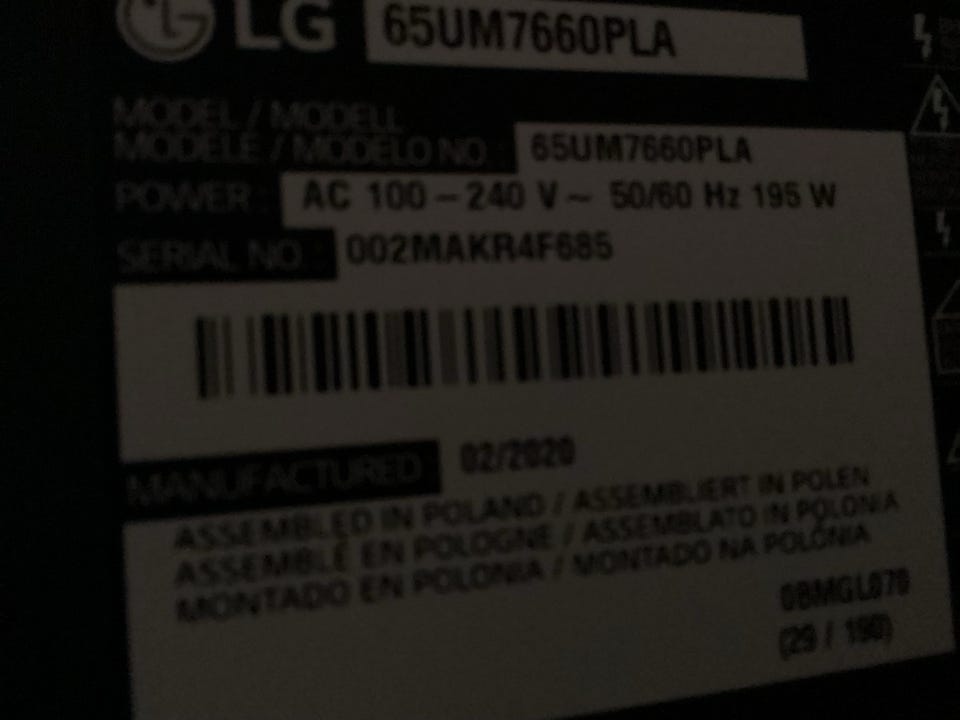 LG 65UM7660PLA
MODEL / MODELL
MODÈLE / MODELO NO. : 65UM7660PLA
POWER : AC 100 – 240 V ~ 50/60 Hz 195 W
SERIAL NO. : 002MAKR4F685
MANUFACTURED 02/2020
ASSEMBLED IN POLAND / ASSEMBLIERT IN POLEN
ASSEMBLÉ EN POLOGNE / ASSEMBLATO IN POLONIA
MONTADO EN POLONIA / MONTADO NA POLÓNIA
0BMGL070
(29 / 190)